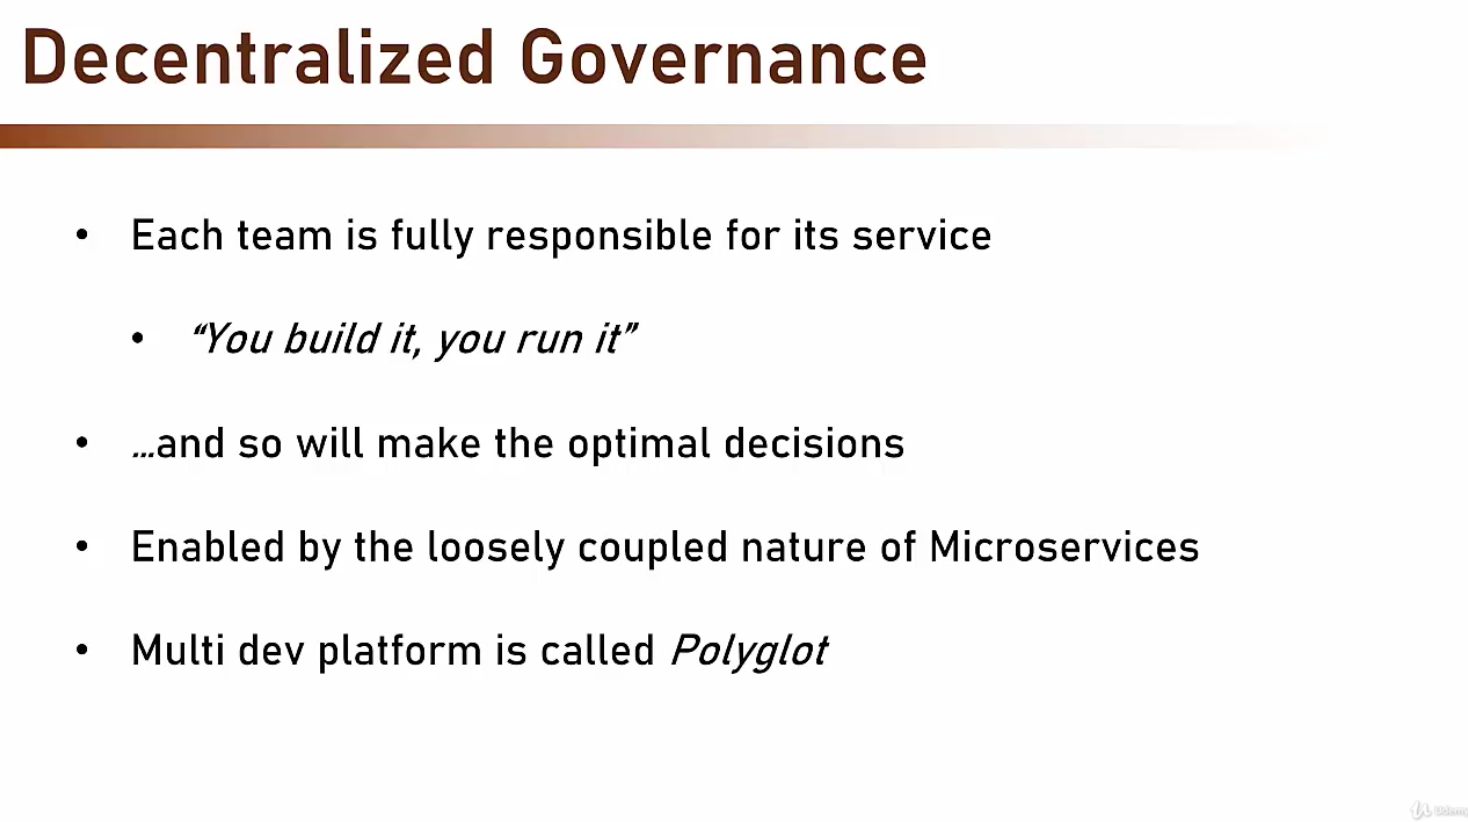 Decentralized Governance
• Each team is fully responsible for its service
• “You build it, you run it”
• …and so will make the optimal decisions
• Enabled by the loosely coupled nature of Microservices
• Multi dev platform is called Polyglot
Udemy